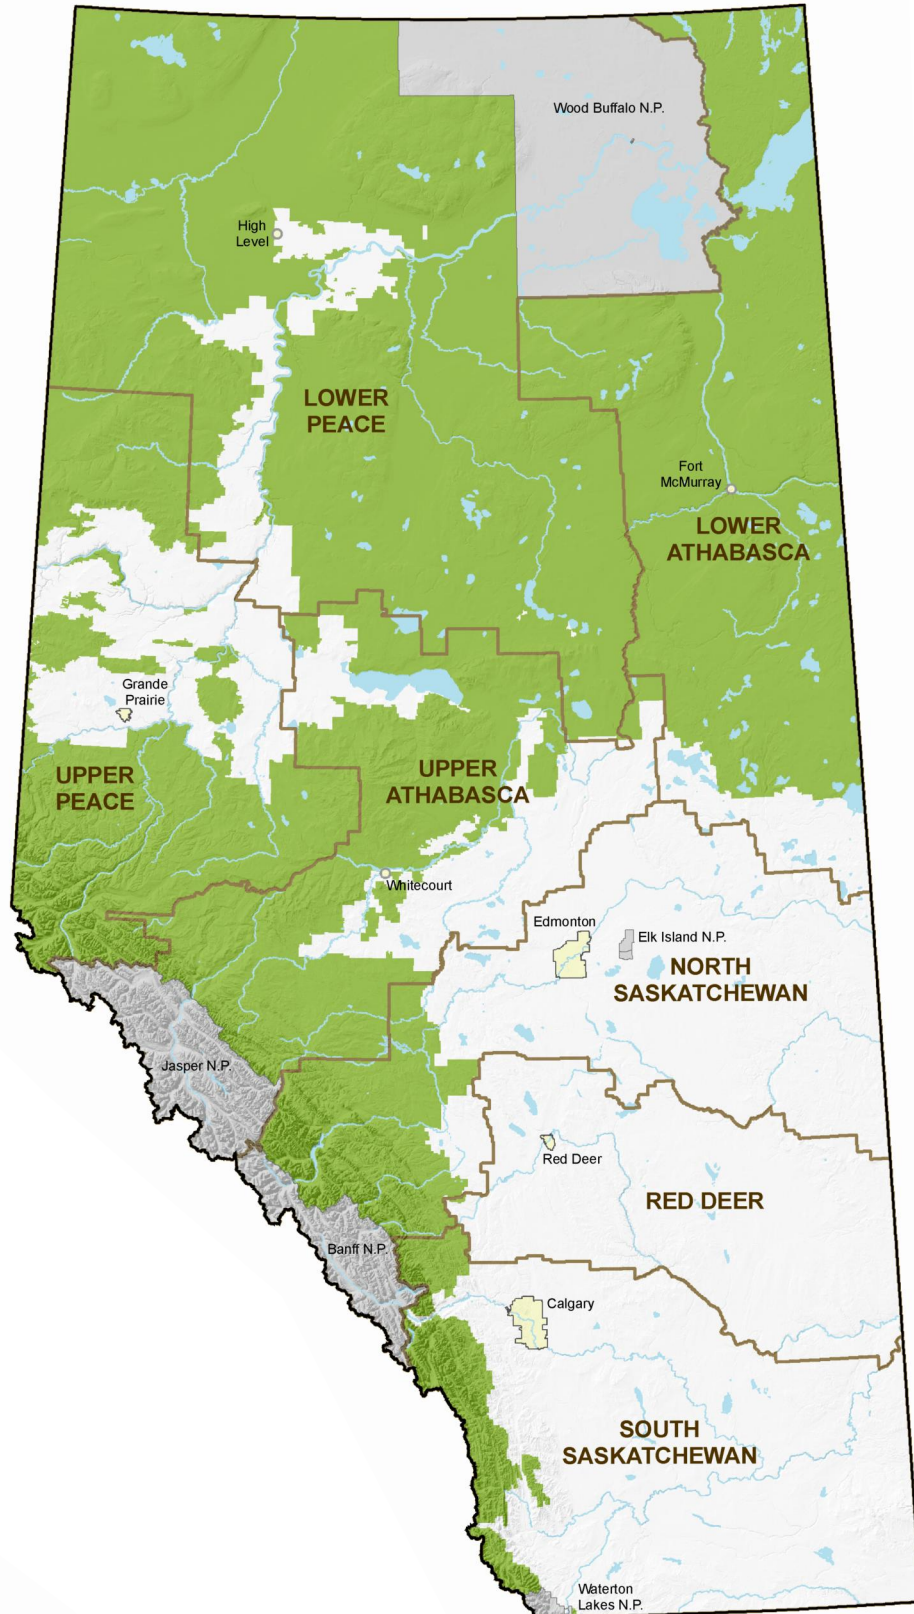 Wood Buffalo N.P.
High
Level
LOWER
PEACE
Fort
McMurray
LOWER
ATHABASCA
Grande
Prairie
UPPER
PEACE
UPPER
ATHABASCA
Whitecourt
Edmonton
Elk Island N.P.
NORTH
SASKATCHEWAN
Jasper N.P.
Red Deer
RED DEER
Banff N.P.
Calgary
SOUTH
SASKATCHEWAN
Waterton
Lakes N.P.